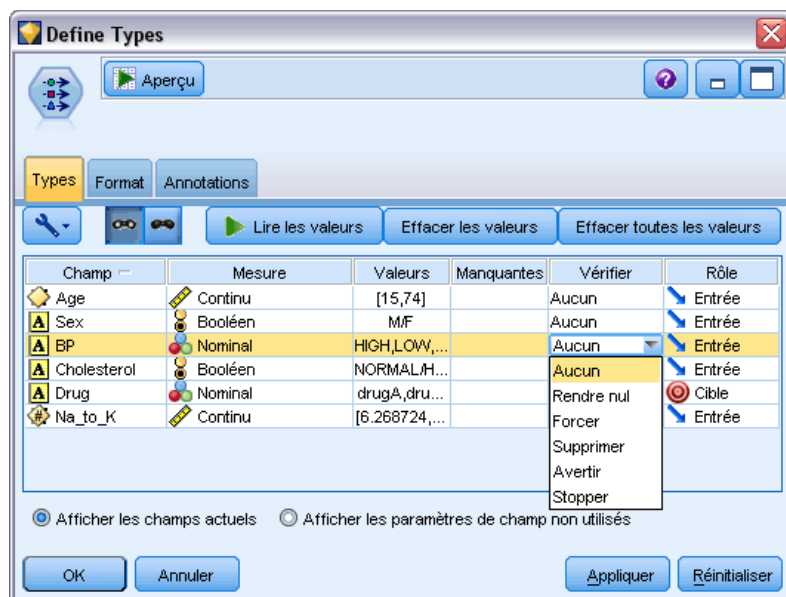 Define Types
Aperçu
Types Format Annotations
Lire les valeurs Effacer les valeurs Effacer toutes les valeurs
Champ Mesure Valeurs Manquantes Vérifier Rôle
Age Continu [15,74] Aucun Entrée
A Sex Booléen M/F Aucun Entrée
A BP Nominal HIGH,LOW,... Aucun Entrée
A Cholesterol Booléen NORMAL/H... Aucun Entrée
A Drug Nominal drugA,dru... Rendre nul Cible
# Na_to_K Continu [6.268724,... Forcer Entrée
Supprimer
Avertir
Stopper
Afficher les champs actuels Afficher les paramètres de champ non utilisés
OK Annuler Appliquer Réinitialiser